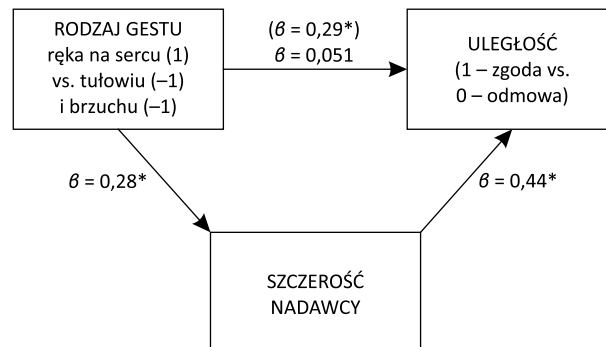 RODZAJ GESTU
ręka na sercu (1)
vs. tułowiu (–1)
i brzuchu (–1)
(β = 0,29*)
β = 0,051
ULEGŁOŚĆ
(1 – zgoda vs.
0 – odmowa)
β = 0,28*
β = 0,44*
SZCZEROŚĆ
NADAWCY